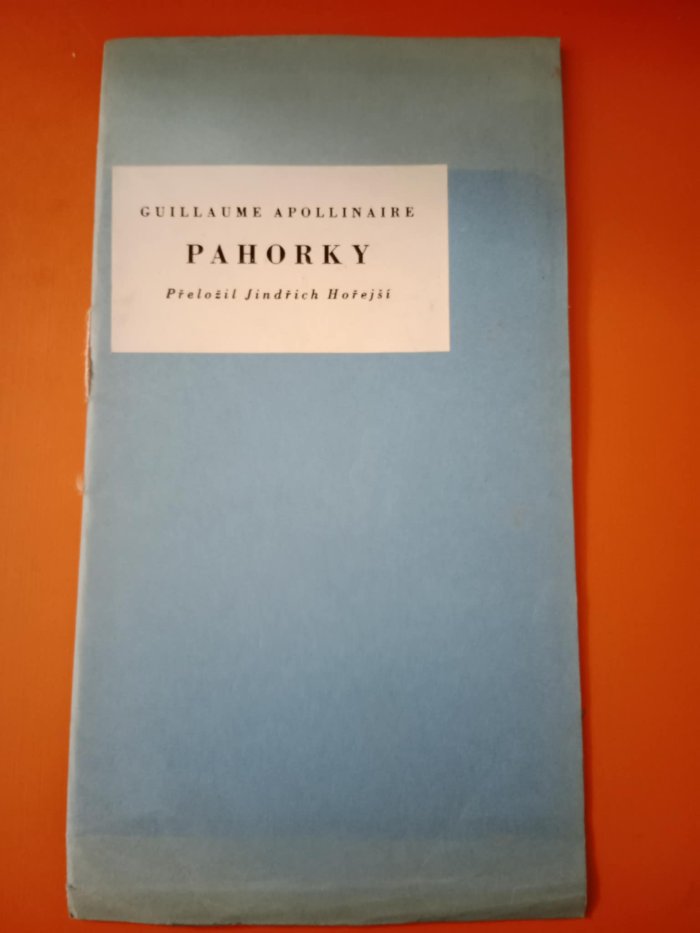 GUILLAUME APOLLINAIRE
PAHORKY
Přeložil Jindřich Hořejší